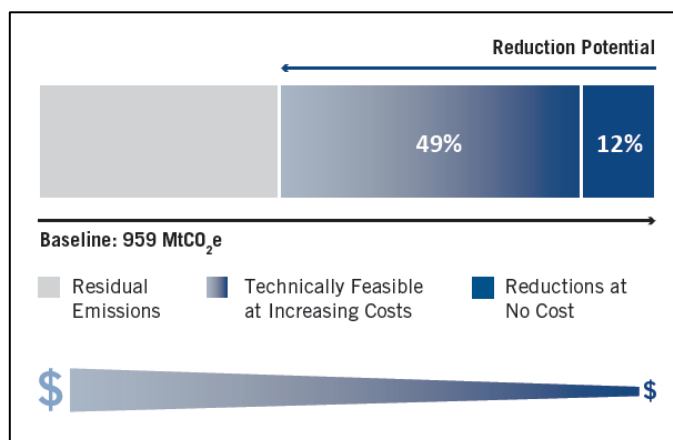 Reduction Potential
49%
12%
Baseline: 959 MtCO₂e
Residual
Emissions
Technically Feasible
at Increasing Costs
Reductions at
No Cost
$
$